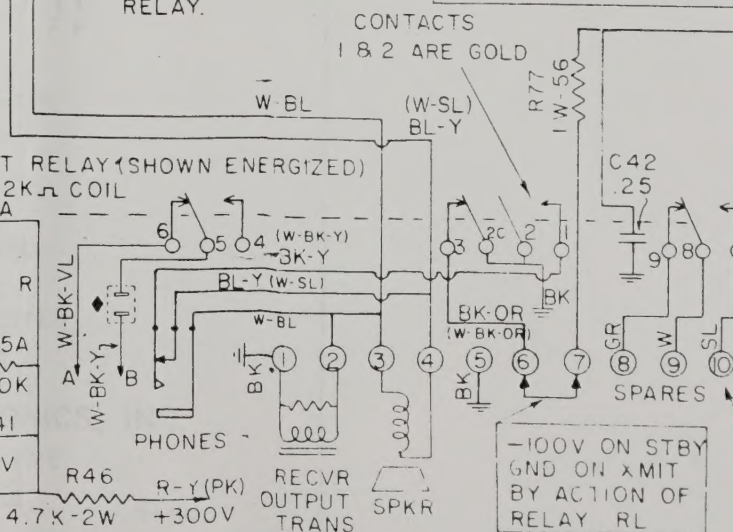 RELAY.
CONTACTS
1 & 2 ARE GOLD
W-BL
(W-SL)
BL-Y
R77
1W-56
T RELAY (SHOWN ENERGIZED)
2K Ω COIL
A
C42
.25
6
5
4
(W-BK-Y)
BK-Y
3
2C
2
1
9
8
W-BK-VL
R
BL-Y (W-SL)
BK
W-BL
BK-OR
(W-BK-OR)
GR
W
SL
5A
0K
A
W-BK-Y
B
BK
1
2
3
4
5
6
7
8
9
10
BK
SPARES
41
V
PHONES
R46
4.7K-2W
R-Y (PK)
+300V
RECVR
OUTPUT
TRANS
SPKR
-100V ON STBY
GND ON XMIT
BY ACTION OF
RELAY RL